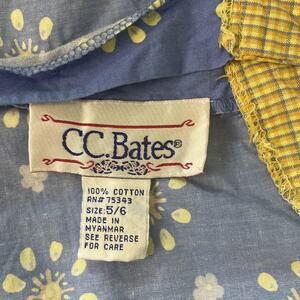 C.C. Bates®
100% COTTON
RN# 75343
SIZE: 5/6
MADE IN
MYANMAR
SEE REVERSE
FOR CARE